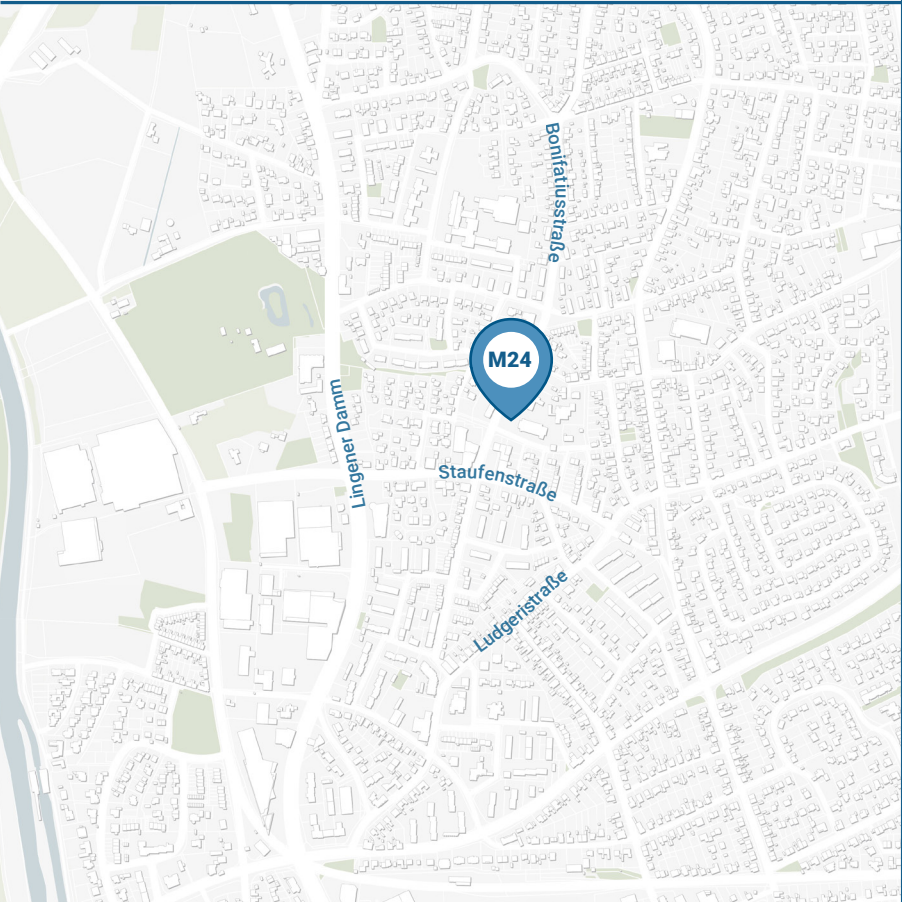 Bonifatiusstraße
M24
Lingener Damm
Staufenstraße
Ludgeristraße